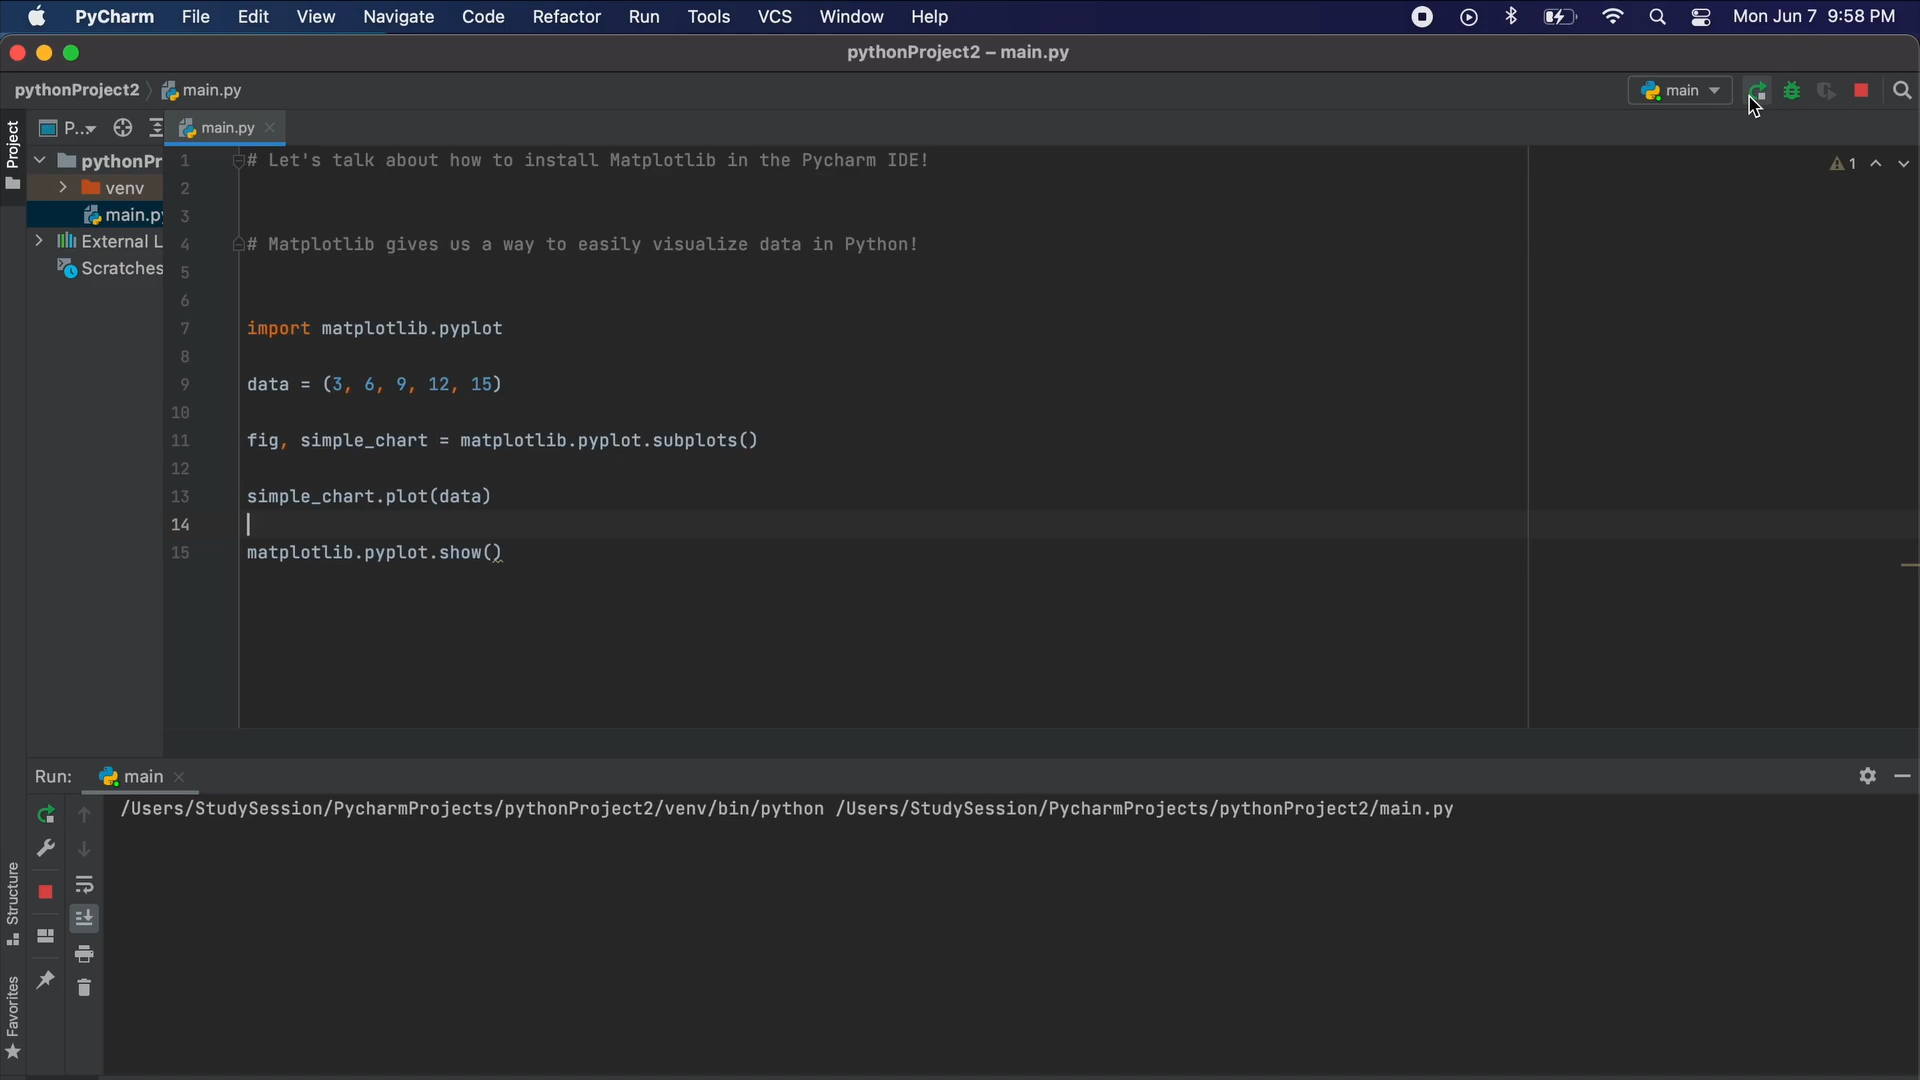 PyCharm File Edit View Navigate Code Refactor Run Tools VCS Window Help Mon Jun 7 9:58 PM
pythonProject2 – main.py
pythonProject2 main.py main
Project P... main.py
pythonPr
venv
main.py
External L
Scratches
1 # Let's talk about how to install Matplotlib in the Pycharm IDE! 1
2
3
4 # Matplotlib gives us a way to easily visualize data in Python!
5
6
7 import matplotlib.pyplot
8
9 data = (3, 6, 9, 12, 15)
10
11 fig, simple_chart = matplotlib.pyplot.subplots()
12
13 simple_chart.plot(data)
14
15 matplotlib.pyplot.show()
Run: main
/Users/StudySession/PycharmProjects/pythonProject2/venv/bin/python /Users/StudySession/PycharmProjects/pythonProject2/main.py
Structure
Favorites